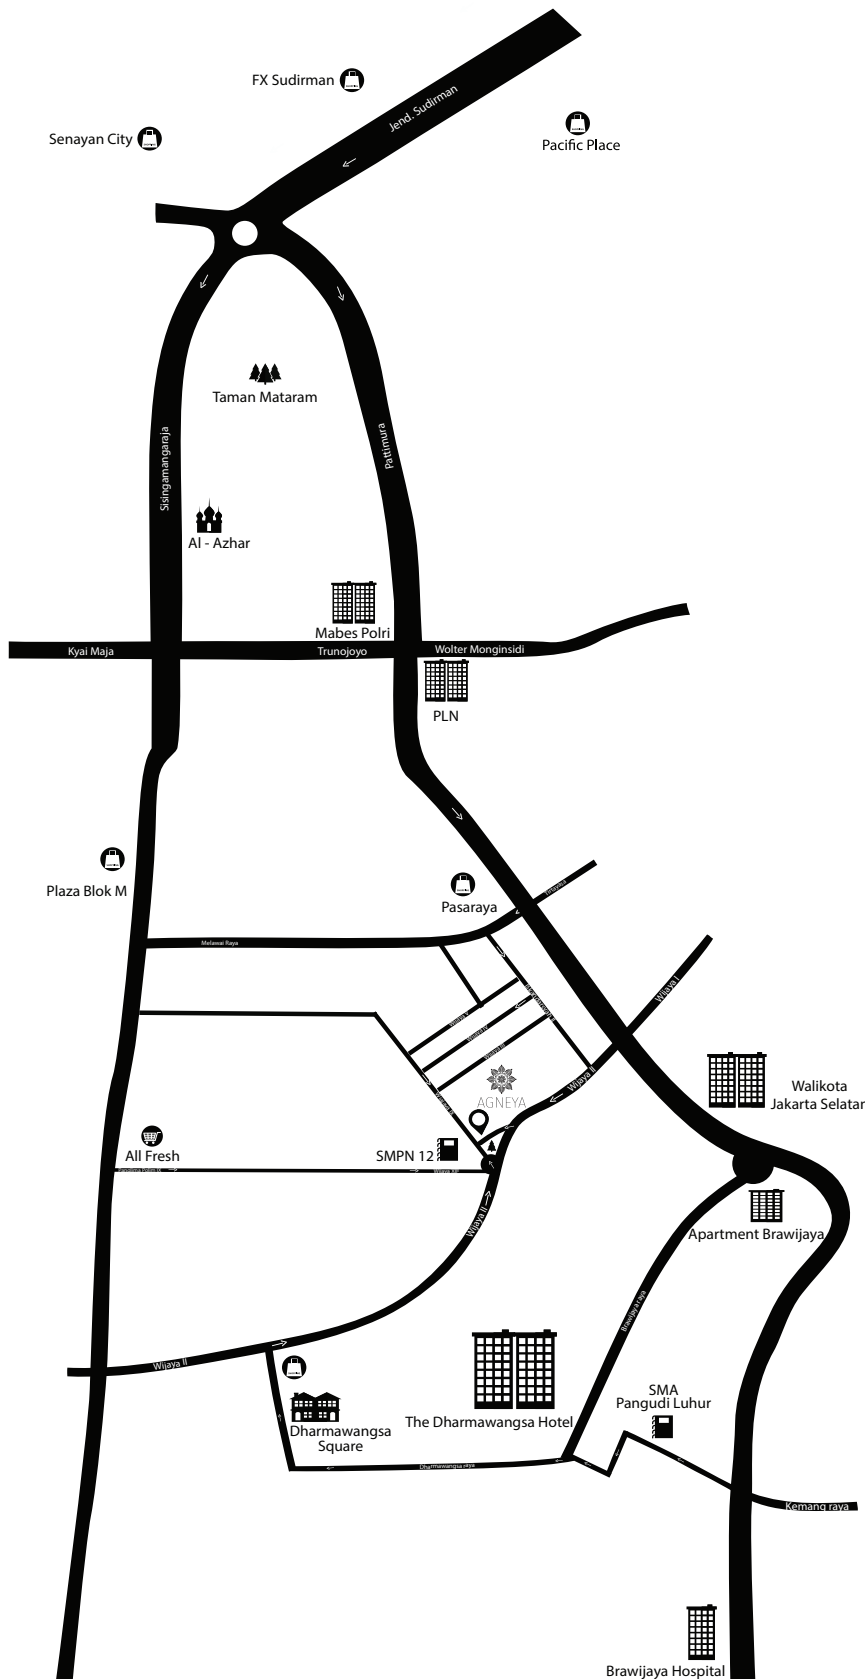 FX Sudirman
Jend. Sudirman
Senayan City
Pacific Place
Taman Mataram
Sisingamangaraja
Pattimura
Al - Azhar
Mabes Polri
Kyai Maja
Trunojoyo
Wolter Monginsidi
PLN
Plaza Blok M
Pasaraya
Tirtayasa
Melawai Raya
Wijaya I
Wijaya II
AGNEYA
Walikota
Jakarta Selatan
All Fresh
SMPN 12
Wijaya II
Apartment Brawijaya
Brawijaya raya
Wijaya II
SMA
Pangudi Luhur
The Dharmawangsa Hotel
Dharmawangsa
Square
Dharmawangsa raya
Kemang raya
Brawijaya Hospital